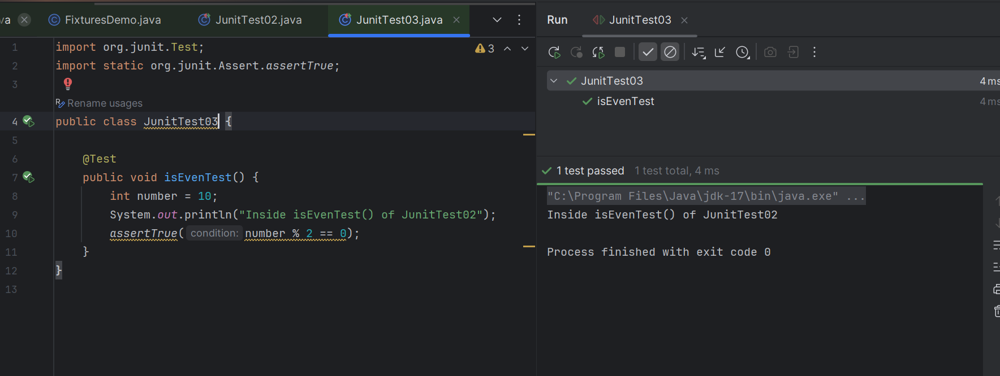 va FixturesDemo.java JunitTest02.java JunitTest03.java
1 import org.junit.Test;
2 import static org.junit.Assert.assertTrue;
3
Rename usages
4 public class JunitTest03 {
5
6 @Test
7 public void isEvenTest() {
8 int number = 10;
9 System.out.println("Inside isEvenTest() of JunitTest02");
10 assertTrue( condition: number % 2 == 0);
11 }
12 }
13
3
Run JunitTest03
JunitTest03 4 ms
isEvenTest 4 ms
1 test passed 1 test total, 4 ms
"C:\Program Files\Java\jdk-17\bin\java.exe" ...
Inside isEvenTest() of JunitTest02
Process finished with exit code 0